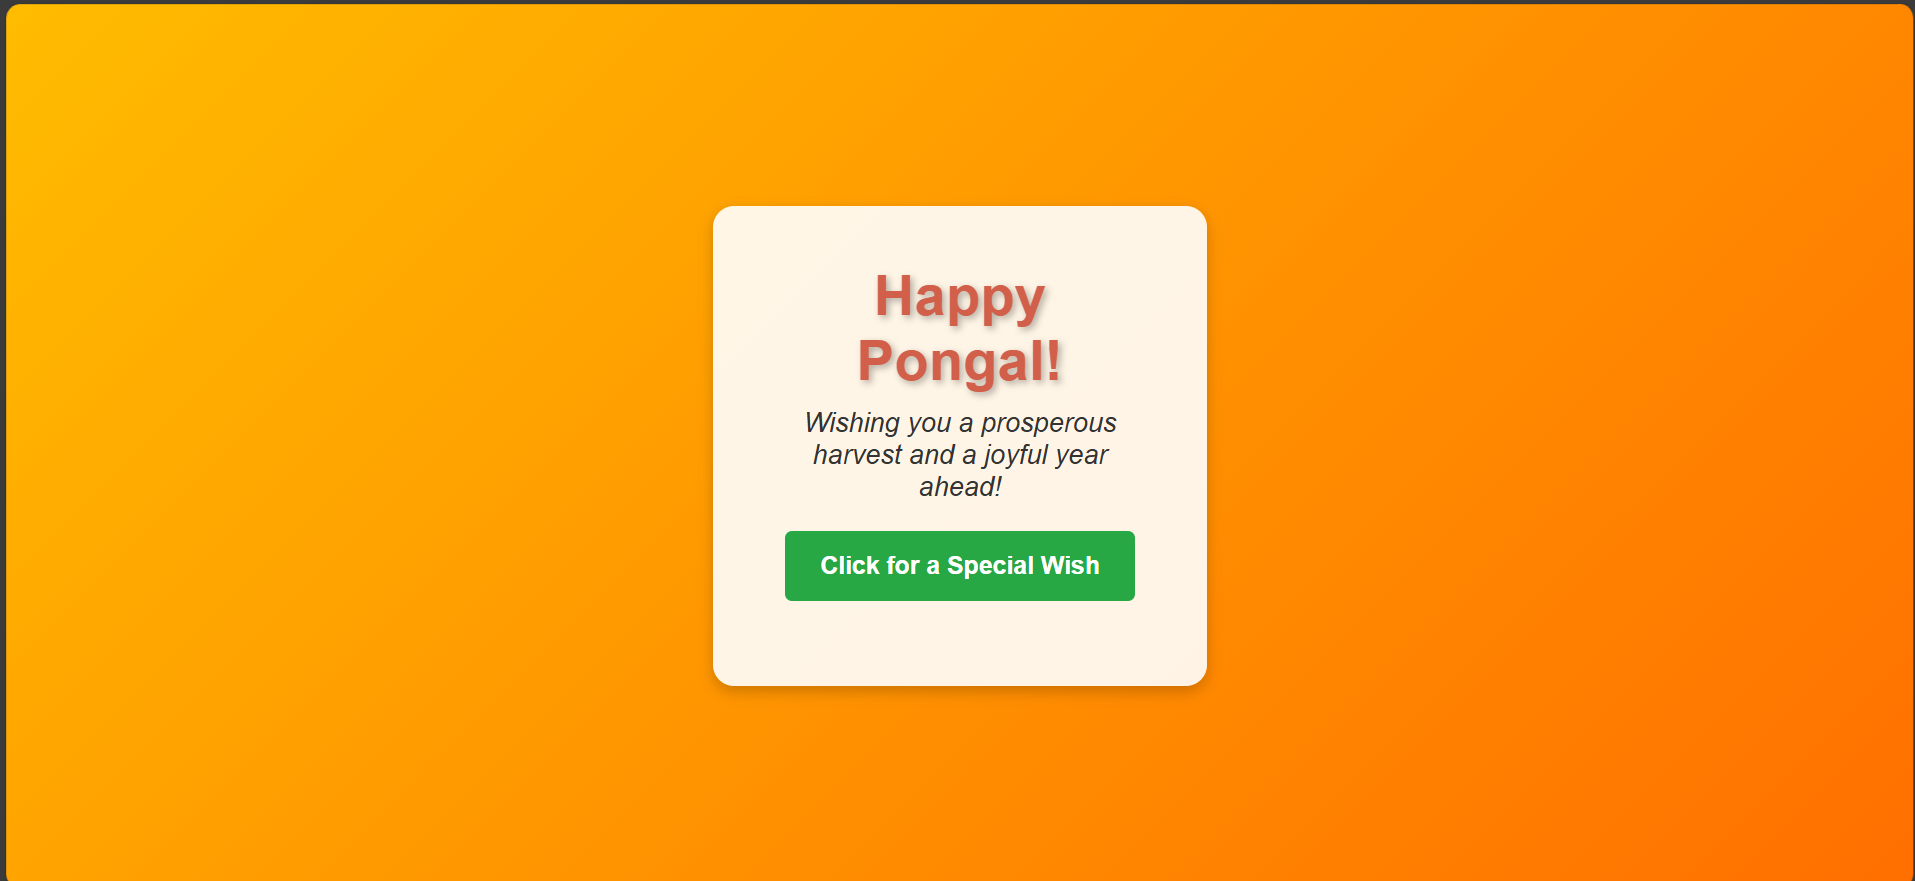 Happy
Pongal!
Wishing you a prosperous
harvest and a joyful year
ahead!
Click for a Special Wish